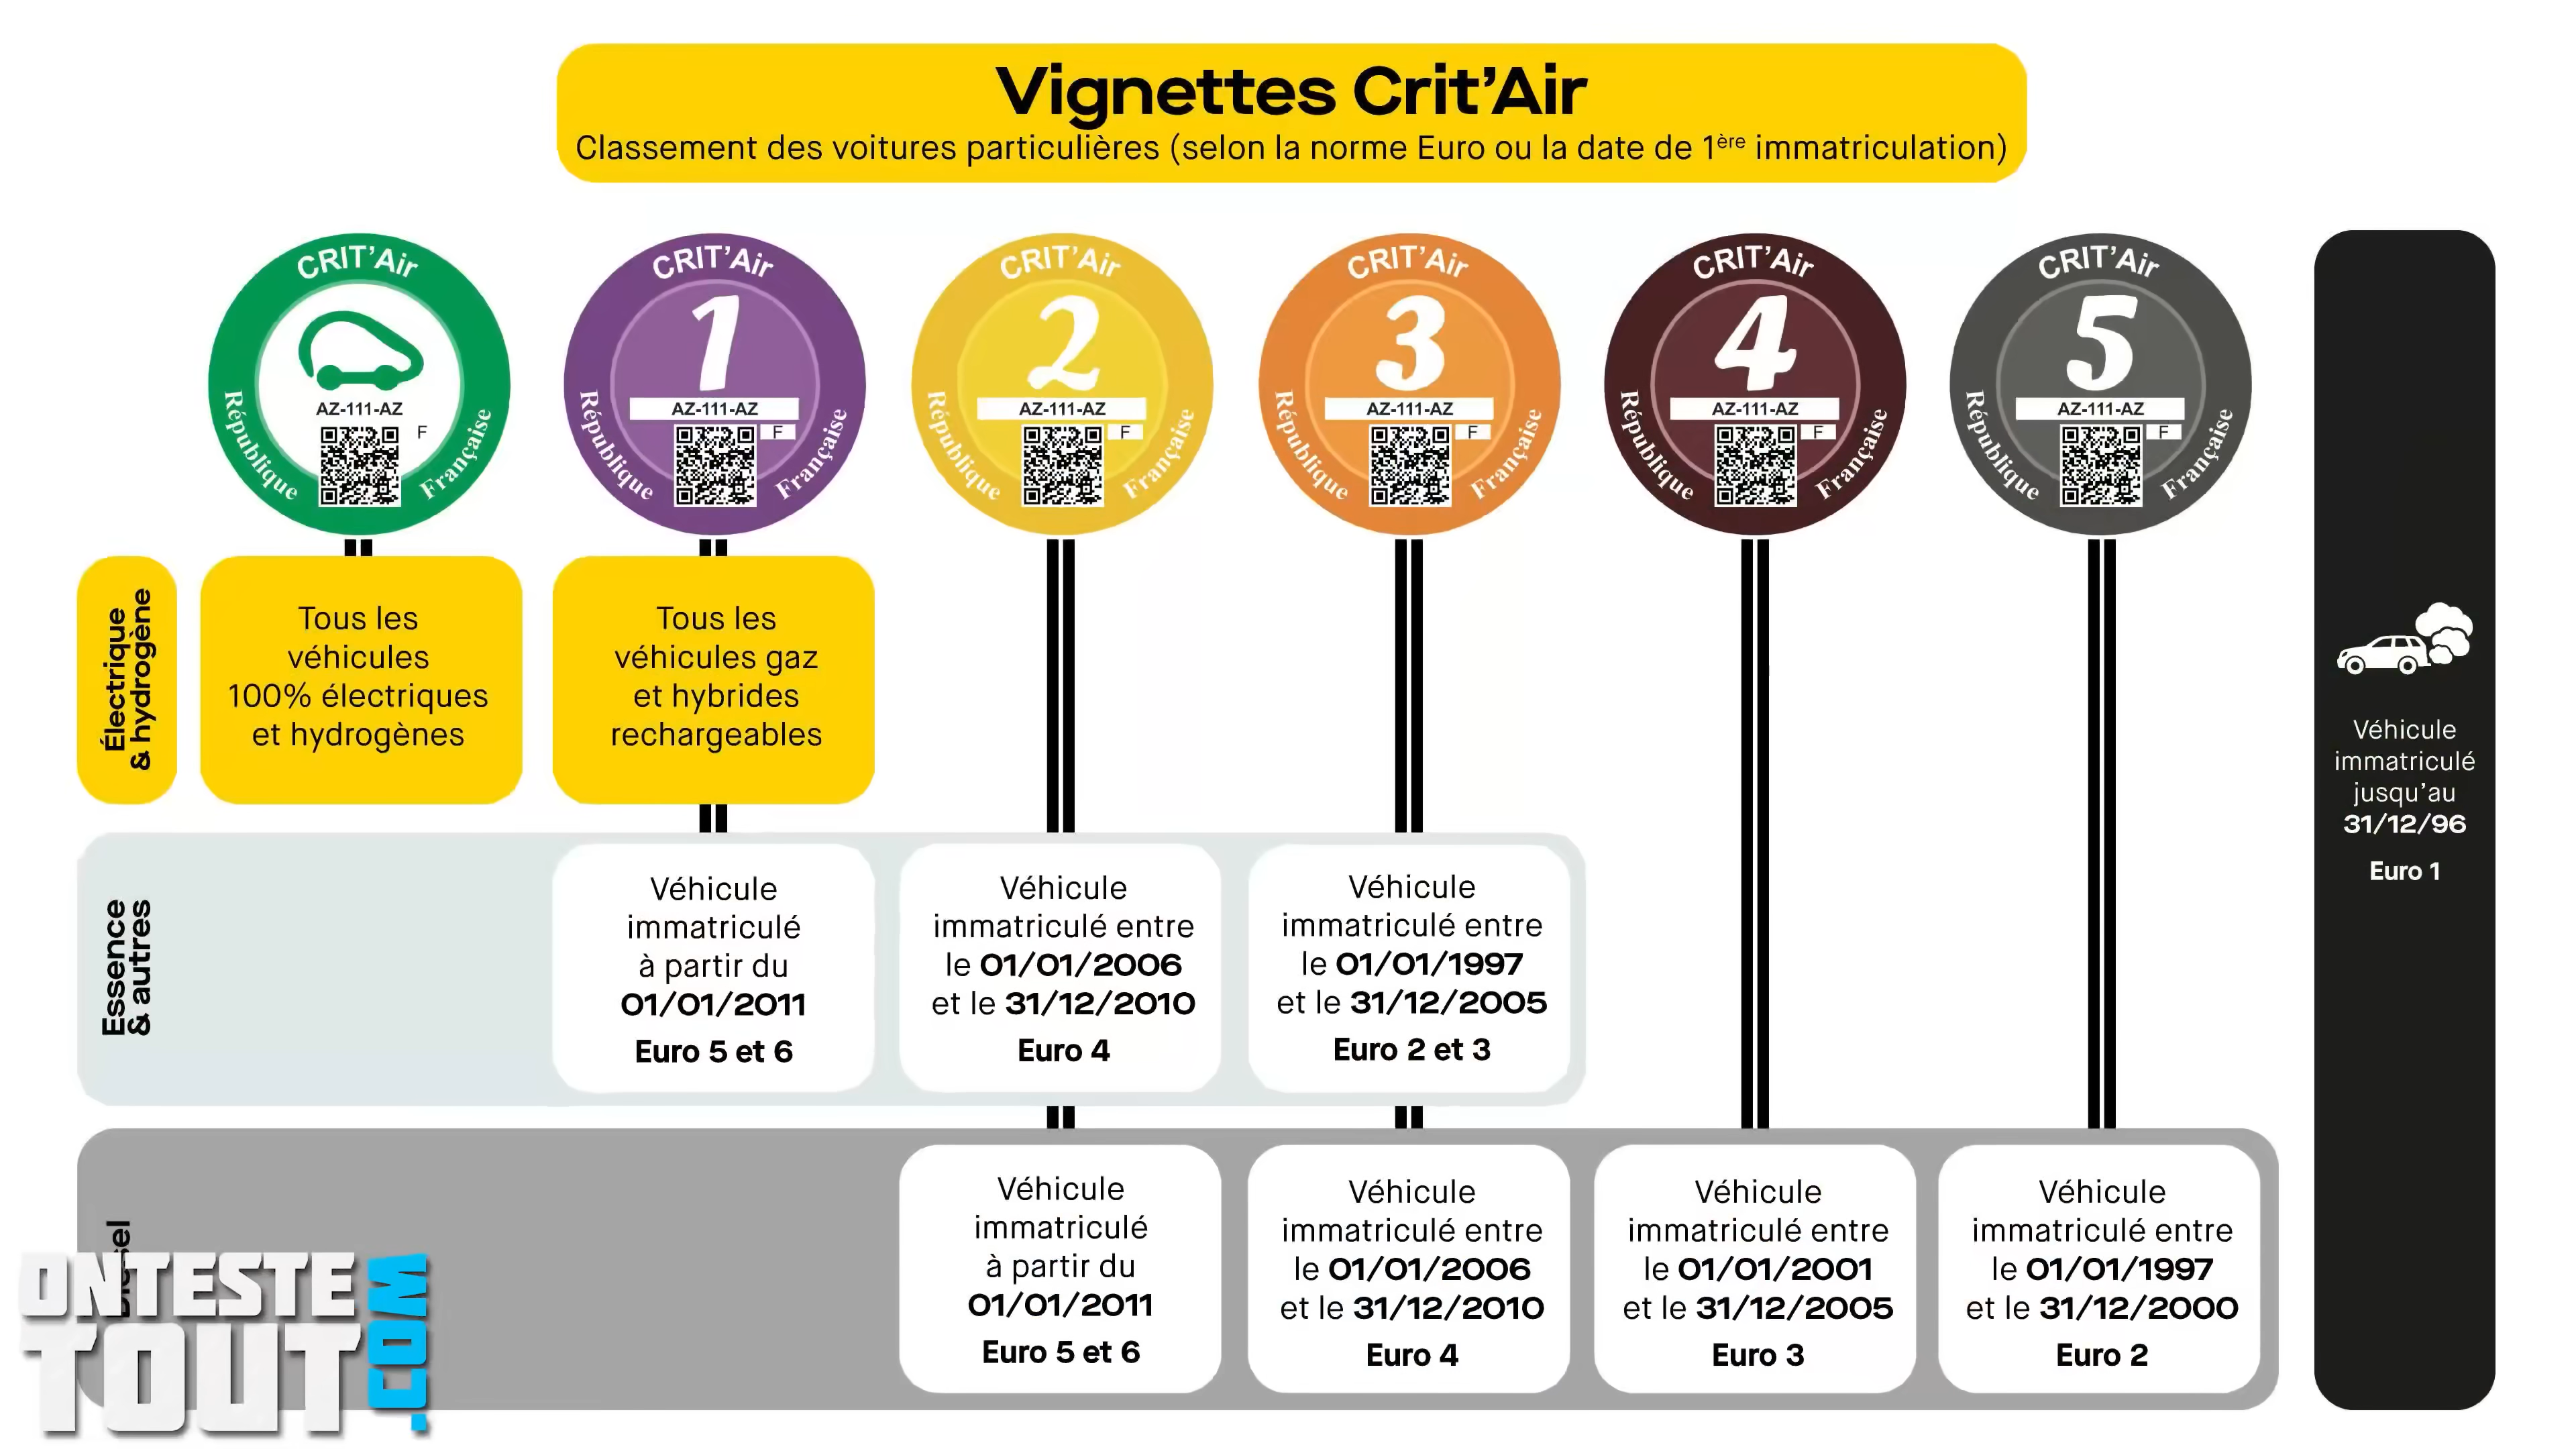 Vignettes Crit'Air
Classement des voitures particulières (selon la norme Euro ou la date de 1ère immatriculation)
CRIT'Air
AZ-111-AZ
F
République Française
CRIT'Air
1
AZ-111-AZ
F
République Française
CRIT'Air
2
AZ-111-AZ
F
République Française
CRIT'Air
3
AZ-111-AZ
F
République Française
CRIT'Air
4
AZ-111-AZ
F
République Française
CRIT'Air
5
AZ-111-AZ
F
République Française
Électrique
& hydrogène
Tous les
véhicules
100% électriques
et hydrogènes
Tous les
véhicules gaz
et hybrides
rechargeables
Essence
& autres
Véhicule
immatriculé
à partir du
01/01/2011
Euro 5 et 6
Véhicule
immatriculé entre
le 01/01/2006
et le 31/12/2010
Euro 4
Véhicule
immatriculé entre
le 01/01/1997
et le 31/12/2005
Euro 2 et 3
Véhicule
immatriculé
à partir du
01/01/2011
Euro 5 et 6
Véhicule
immatriculé entre
le 01/01/2006
et le 31/12/2010
Euro 4
Véhicule
immatriculé entre
le 01/01/2001
et le 31/12/2005
Euro 3
Véhicule
immatriculé entre
le 01/01/1997
et le 31/12/2000
Euro 2
Véhicule
immatriculé
jusqu'au
31/12/96
Euro 1
ONTESTE
TOUT
.COM